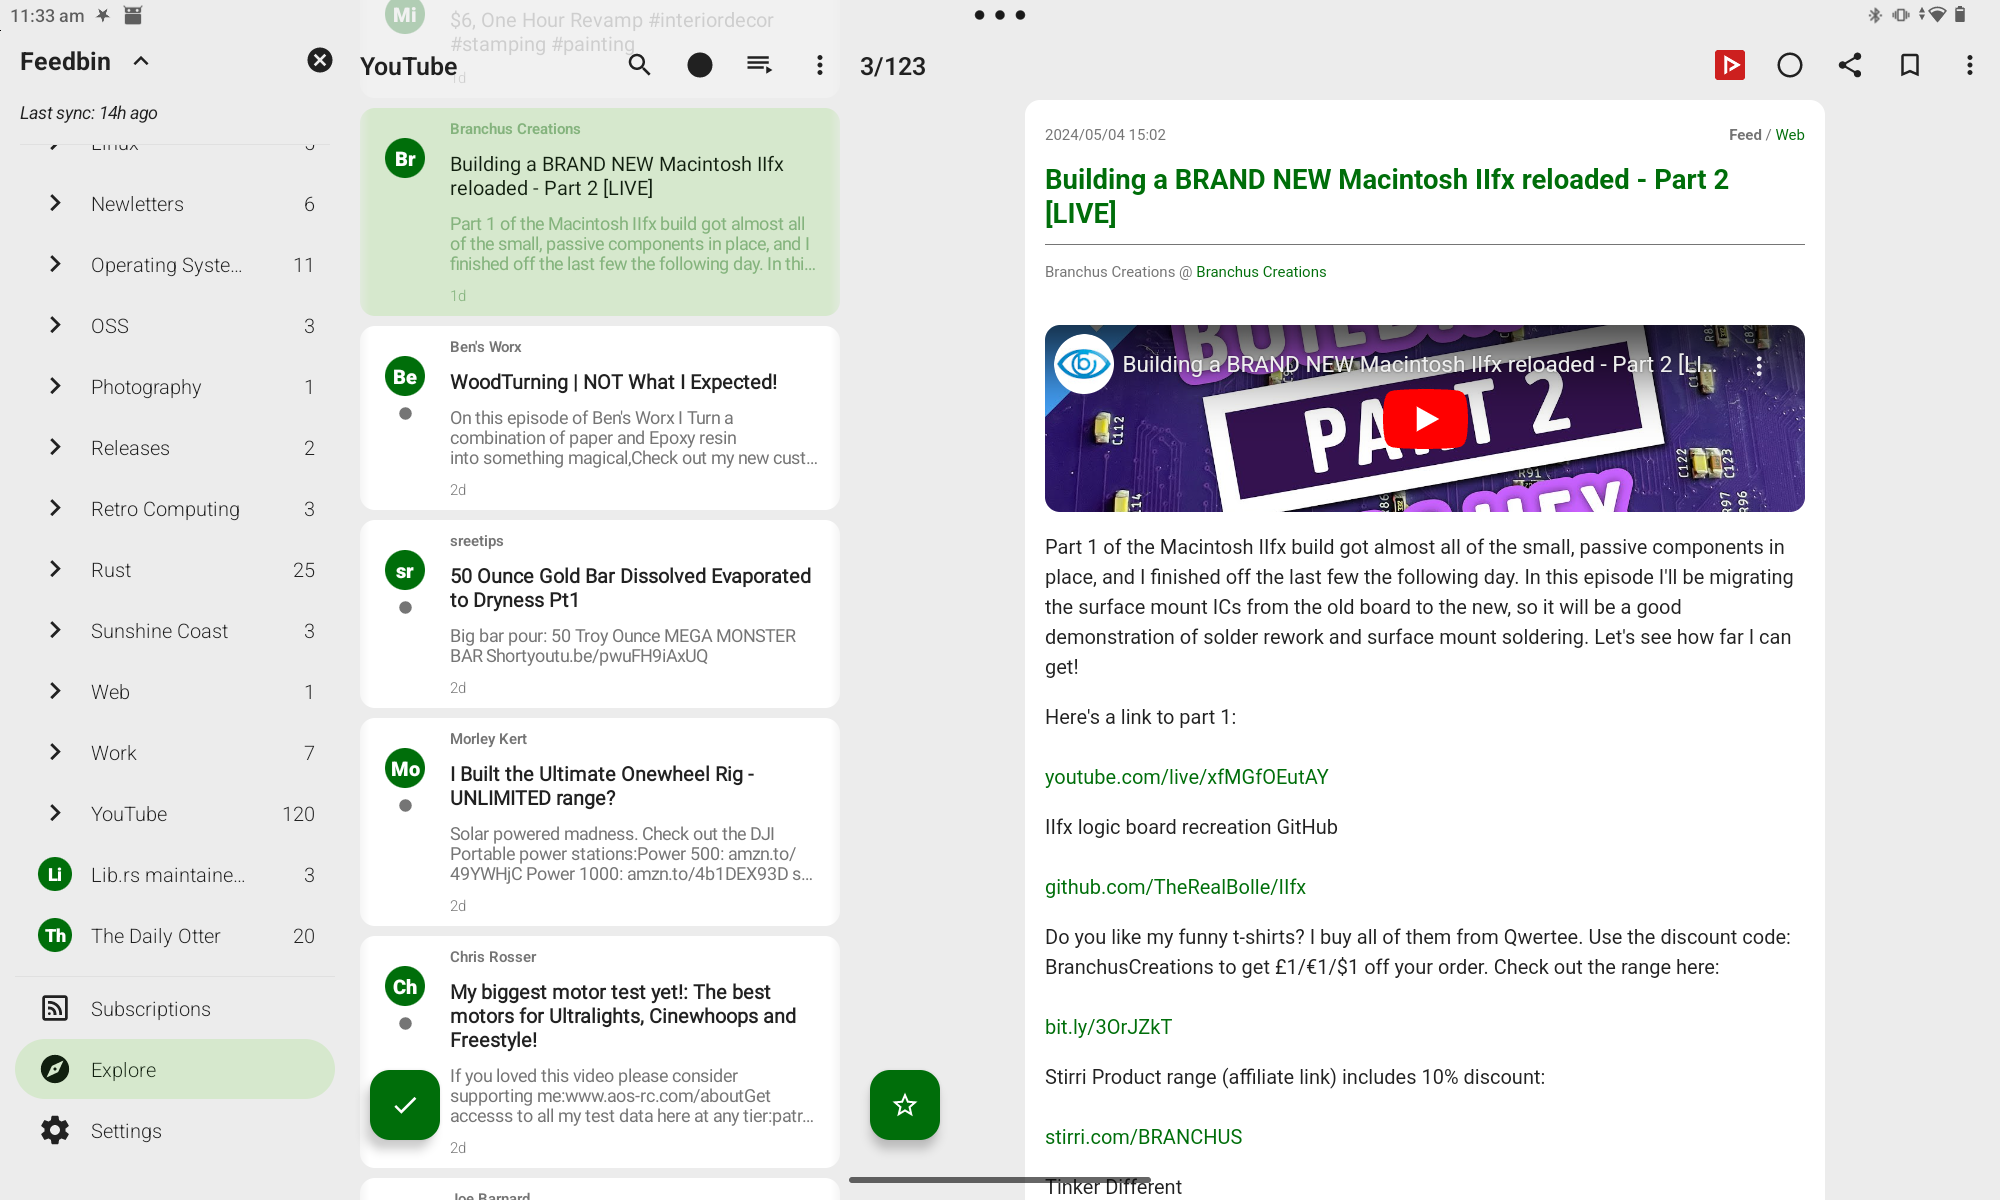 11:33 am
Feedbin
Last sync: 14h ago
Linux
Newletters 6
Operating Syste... 11
OSS 3
Photography 1
Releases 2
Retro Computing 3
Rust 25
Sunshine Coast 3
Web 1
Work 7
YouTube 120
Li Lib.rs maintaine... 3
Th The Daily Otter 20
Subscriptions
Explore
Settings
Mi
$6, One Hour Revamp #interiordecor
#stamping #painting
1d
YouTube
Br
Branchus Creations
Building a BRAND NEW Macintosh IIfx
reloaded - Part 2 [LIVE]
Part 1 of the Macintosh IIfx build got almost all
of the small, passive components in place, and I
finished off the last few the following day. In thi...
1d
Be
Ben's Worx
WoodTurning | NOT What I Expected!
On this episode of Ben's Worx I Turn a
combination of paper and Epoxy resin
into something magical,Check out my new cust...
2d
sr
sreetips
50 Ounce Gold Bar Dissolved Evaporated
to Dryness Pt1
Big bar pour: 50 Troy Ounce MEGA MONSTER
BAR Shortyoutu.be/pwuFH9iAxUQ
2d
Mo
Morley Kert
I Built the Ultimate Onewheel Rig -
UNLIMITED range?
Solar powered madness. Check out the DJI
Portable power stations:Power 500: amzn.to/
49YWHjC Power 1000: amzn.to/4b1DEX93D s...
2d
Ch
Chris Rosser
My biggest motor test yet!: The best
motors for Ultralights, Cinewhoops and
Freestyle!
If you loved this video please consider
supporting me:www.aos-rc.com/aboutGet
accesss to all my test data here at any tier:patr...
2d
Joe Barnard
3/123
2024/05/04 15:02
Feed / Web
Building a BRAND NEW Macintosh IIfx reloaded - Part 2
[LIVE]
Branchus Creations @ Branchus Creations
Building a BRAND NEW Macintosh IIfx reloaded - Part 2 [LI...
PART 2
C112
R91
C122
C123
R97
R96
Part 1 of the Macintosh IIfx build got almost all of the small, passive components in
place, and I finished off the last few the following day. In this episode I'll be migrating
the surface mount ICs from the old board to the new, so it will be a good
demonstration of solder rework and surface mount soldering. Let's see how far I can
get!
Here's a link to part 1:
youtube.com/live/xfMGfOEutAY
IIfx logic board recreation GitHub
github.com/TheRealBolle/IIfx
Do you like my funny t-shirts? I buy all of them from Qwertee. Use the discount code:
BranchusCreations to get £1/€1/$1 off your order. Check out the range here:
bit.ly/3OrJZkT
Stirri Product range (affiliate link) includes 10% discount:
stirri.com/BRANCHUS
Tinker Different